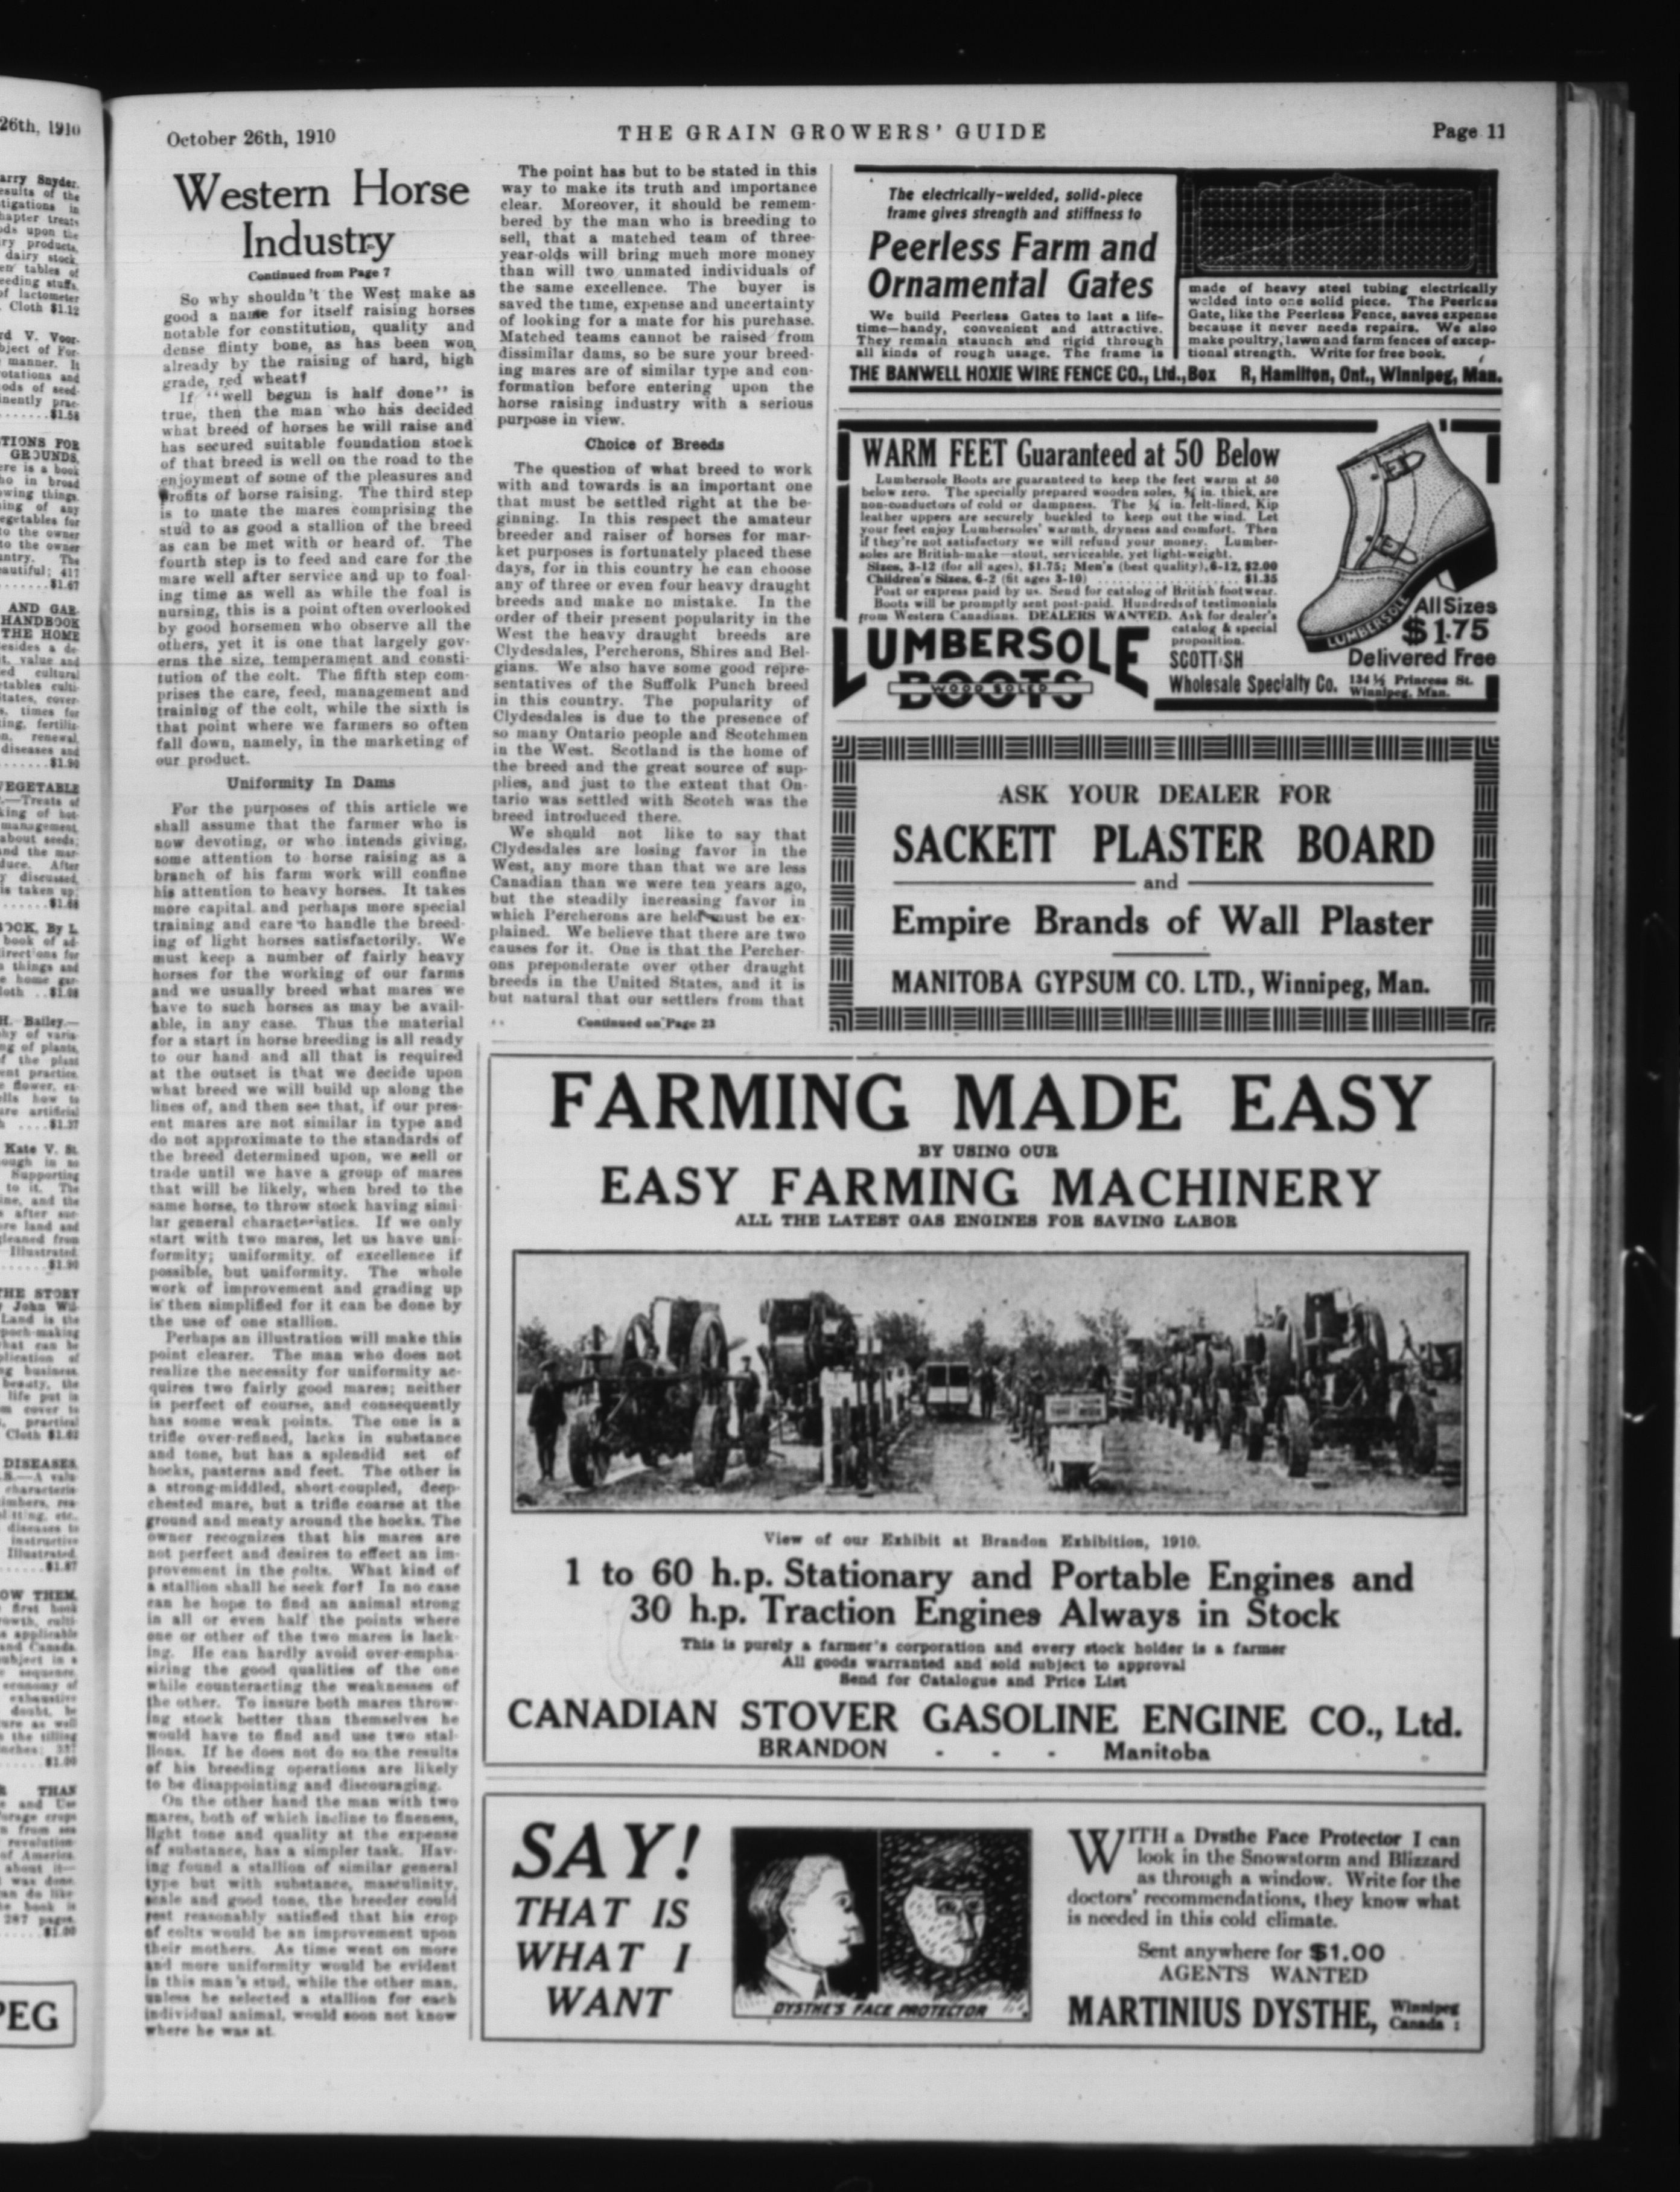 October 26th, 1910
THE GRAIN GROWERS' GUIDE
Page 11
Western Horse
Industry
Continued from Page 7
So why shouldn't the West make as
good a name for itself raising horses
notable for constitution, quality and
dense flinty bone, as has been won
already by the raising of hard, high
grade, red wheat?
If "well begun is half done" is
true, then the man who has decided
what breed of horses he will raise and
has secured suitable foundation stock
of that breed is well on the road to the
enjoyment of some of the pleasures and
profits of horse raising. The third step
is to mate the mares comprising the
stud to as good a stallion of the breed
as can be met with or heard of. The
fourth step is to feed and care for the
mare well after service and up to foal-
ing time as well as while the foal is
nursing, this is a point often overlooked
by good horsemen who observe all the
others, yet it is one that largely gov-
erns the size, temperament and consti-
tution of the colt. The fifth step com-
prises the care, feed, management and
training of the colt, while the sixth is
that point where we farmers so often
fall down, namely, in the marketing of
our product.
Uniformity In Dams
For the purposes of this article we
shall assume that the farmer who is
now devoting, or who intends giving,
some attention to horse raising as a
branch of his farm work will confine
his attention to heavy horses. It takes
more capital and perhaps more special
training and care to handle the breed-
ing of light horses satisfactorily. We
must keep a number of fairly heavy
horses for the working of our farms
and we usually breed what mares we
have to such horses as may be avail-
able, in any case. Thus the material
for a start in horse breeding is all ready
to our hand and all that is required
at the outset is that we decide upon
what breed we will build up along the
lines of, and then see that, if our pres-
ent mares are not similar in type and
do not approximate to the standards of
the breed determined upon, we sell or
trade until we have a group of mares
that will be likely, when bred to the
same horse, to throw stock having simi-
lar general characteristics. If we only
start with two mares, let us have uni-
formity; uniformity of excellence if
possible, but uniformity. The whole
work of improvement and grading up
is then simplified for it can be done by
the use of one stallion.
Perhaps an illustration will make this
point clearer. The man who does not
realize the necessity for uniformity ac-
quires two fairly good mares; neither
is perfect of course, and consequently
has some weak points. The one is a
trifle over-refined, lacks in substance
and tone, but has a splendid set of
hocks, pasterns and feet. The other is
a strong-middled, short-coupled, deep-
chested mare, but a trifle coarse at the
ground and meaty around the hocks. The
owner recognizes that his mares are
not perfect and desires to effect an im-
provement in the colts. What kind of
a stallion shall he seek for? In no case
can he hope to find an animal strong
in all or even half the points where
one or other of the two mares is lack-
ing. He can hardly avoid over-empha-
sizing the good qualities of the one
while counteracting the weaknesses of
the other. To insure both mares throw-
ing stock better than themselves he
would have to find and use two stal-
lions. If he does not do so the results
of his breeding operations are likely
to be disappointing and discouraging.
On the other hand the man with two
mares, both of which incline to fineness,
light tone and quality at the expense
of substance, has a simpler task. Hav-
ing found a stallion of similar general
type but with substance, masculinity,
scale and good tone, the breeder could
rest reasonably satisfied that his crop
of colts would be an improvement upon
their mothers. As time went on more
and more uniformity would be evident
in this man's stud, while the other man,
unless he selected a stallion for each
individual animal, would soon not know
where he was at.
The point has but to be stated in this
way to make its truth and importance
clear. Moreover, it should be remem-
bered by the man who is breeding to
sell, that a matched team of three-
year-olds will bring much more money
than will two unmated individuals of
the same excellence. The buyer is
saved the time, expense and uncertainty
of looking for a mate for his purchase.
Matched teams cannot be raised from
dissimilar dams, so be sure your breed-
ing mares are of similar type and con-
formation before entering upon the
horse raising industry with a serious
purpose in view.
Choice of Breeds
The question of what breed to work
with and towards is an important one
that must be settled right at the be-
ginning. In this respect the amateur
breeder and raiser of horses for mar-
ket purposes is fortunately placed these
days, for in this country he can choose
any of three or even four heavy draught
breeds and make no mistake. In the
order of their present popularity in the
West the heavy draught breeds are
Clydesdales, Percherons, Shires and Bel-
gians. We also have some good repre-
sentatives of the Suffolk Punch breed
in this country. The popularity of
Clydesdales is due to the presence of
so many Ontario people and Scotchmen
in the West. Scotland is the home of
the breed and the great source of sup-
plies, and just to the extent that On-
tario was settled with Scotch was the
breed introduced there.
We should not like to say that
Clydesdales are losing favor in the
West, any more than that we are less
Canadian than we were ten years ago,
but the steadily increasing favor in
which Percherons are held must be ex-
plained. We believe that there are two
causes for it. One is that the Percher-
ons preponderate over other draught
breeds in the United States, and it is
but natural that our settlers from that
Continued on Page 23
The electrically-welded, solid-piece
frame gives strength and stiffness to
Peerless Farm and
Ornamental Gates
We build Peerless Gates to last a life-
time—handy, convenient and attractive.
They remain staunch and rigid through
all kinds of rough usage. The frame is
made of heavy steel tubing electrically
welded into one solid piece. The Peerless
Gate, like the Peerless Fence, saves expense
because it never needs repairs. We also
make poultry, lawn and farm fences of excep-
tional strength. Write for free book.
THE BANWELL HOXIE WIRE FENCE CO., Ltd., Box R, Hamilton, Ont., Winnipeg, Man.
WARM FEET Guaranteed at 50 Below
Lumbersole Boots are guaranteed to keep the feet warm at 50
below zero. The specially prepared wooden soles, ¾ in. thick, are
non-conductors of cold or dampness. The ¼ in. felt-lined, Kip
leather uppers are securely buckled to keep out the wind. Let
your feet enjoy Lumbersoles' warmth, dryness and comfort. Then
if they're not satisfactory we will refund your money. Lumber-
soles are British-make—stout, serviceable, yet light-weight.
Sizes, 3-12 (for all ages), $1.75; Men's (best quality), 6-12, $2.00
Children's Sizes, 6-2 (fit ages 3-10) .................. $1.35
Post or express paid by us. Send for catalog of British footwear.
Boots will be promptly sent post-paid. Hundreds of testimonials
from Western Canadians. DEALERS WANTED. Ask for dealer's
catalog & special
proposition.
LUMBERSOLE
WOOD SOLED
BOOTS
SCOTTISH
Wholesale Specialty Co.
134½ Princess St.
Winnipeg, Man.
LUMBERSOLE
All Sizes
$1.75
Delivered Free
ASK YOUR DEALER FOR
SACKETT PLASTER BOARD
and
Empire Brands of Wall Plaster
MANITOBA GYPSUM CO. LTD., Winnipeg, Man.
FARMING MADE EASY
BY USING OUR
EASY FARMING MACHINERY
ALL THE LATEST GAS ENGINES FOR SAVING LABOR
View of our Exhibit at Brandon Exhibition, 1910.
1 to 60 h.p. Stationary and Portable Engines and
30 h.p. Traction Engines Always in Stock
This is purely a farmer's corporation and every stock holder is a farmer
All goods warranted and sold subject to approval
Send for Catalogue and Price List
CANADIAN STOVER GASOLINE ENGINE CO., Ltd.
BRANDON - - - Manitoba
SAY!
THAT IS
WHAT I
WANT
DYSTHE'S FACE PROTECTOR
WITH a Dysthe Face Protector I can
look in the Snowstorm and Blizzard
as through a window. Write for the
doctors' recommendations, they know what
is needed in this cold climate.
Sent anywhere for $1.00
AGENTS WANTED
MARTINIUS DYSTHE, Winnipeg
Canada :